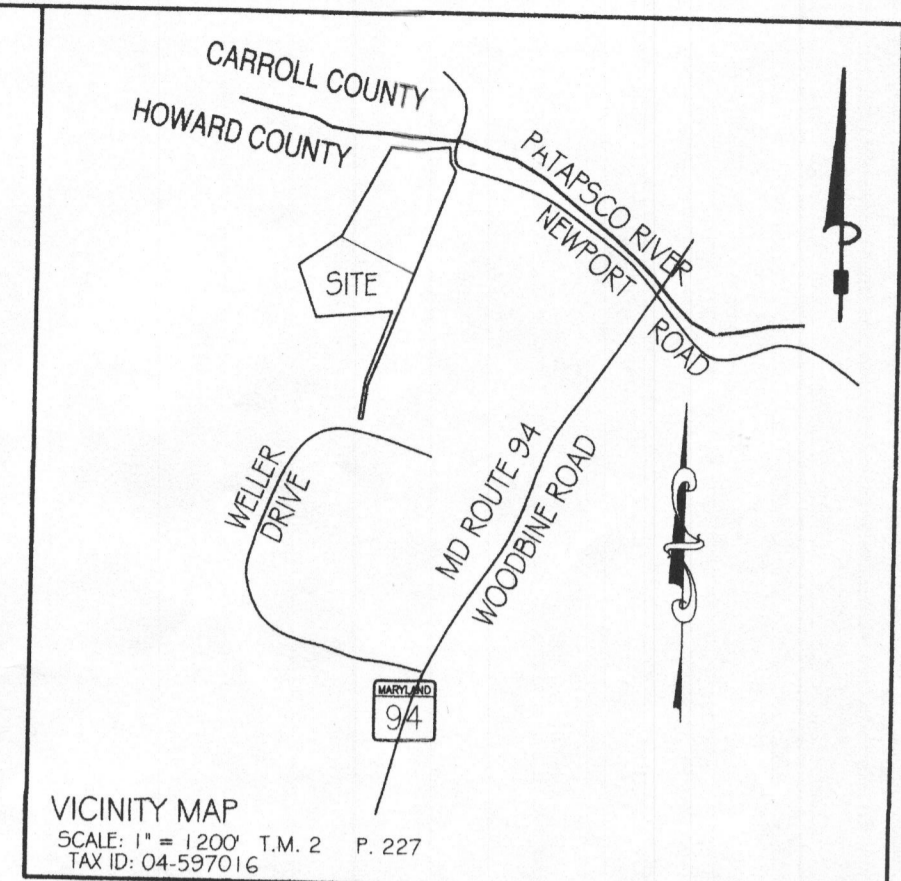 CARROLL COUNTY
HOWARD COUNTY
PATAPSCO RIVER
NEWPORT ROAD
SITE
WELLER
DRIVE
MD ROUTE 94
WOODBINE ROAD
MARYLAND
94
VICINITY MAP
SCALE: 1" = 1200' T.M. 2 P. 227
TAX ID: 04-597016